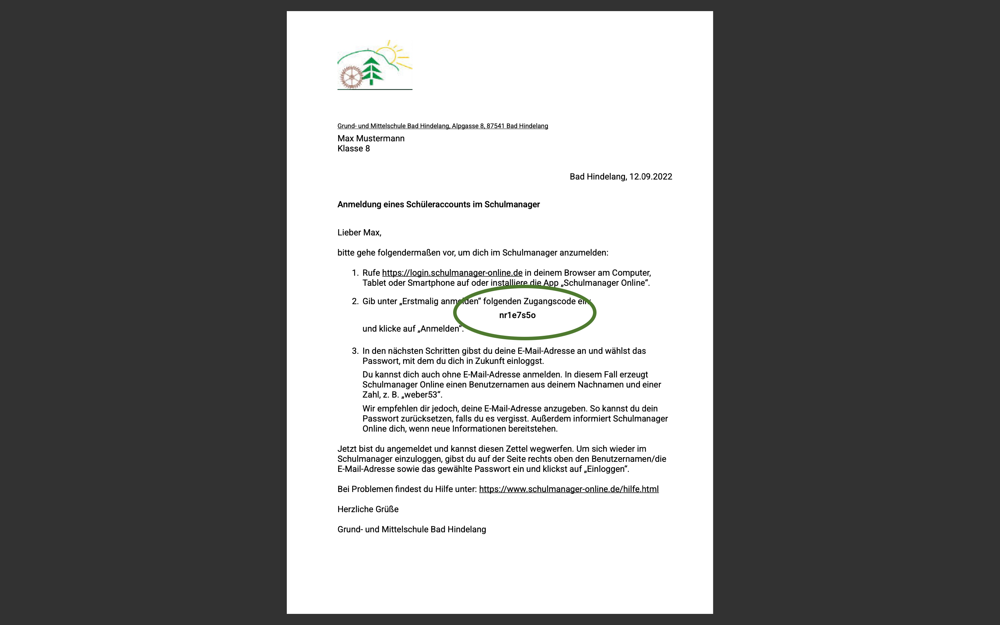 Grund- und Mittelschule Bad Hindelang, Alpgasse 8, 87541 Bad Hindelang
Max Mustermann
Klasse 8
Bad Hindelang, 12.09.2022
Anmeldung eines Schüleraccounts im Schulmanager
Lieber Max,
bitte gehe folgendermaßen vor, um dich im Schulmanager anzumelden:
1. Rufe https://login.schulmanager-online.de in deinem Browser am Computer,
Tablet oder Smartphone auf oder installiere die App „Schulmanager Online“.
2. Gib unter „Erstmalig anmelden“ folgenden Zugangscode ein:
nr1e7s5o
und klicke auf „Anmelden“.
3. In den nächsten Schritten gibst du deine E-Mail-Adresse an und wählst das
Passwort, mit dem du dich in Zukunft einloggst.
Du kannst dich auch ohne E-Mail-Adresse anmelden. In diesem Fall erzeugt
Schulmanager Online einen Benutzernamen aus deinem Nachnamen und einer
Zahl, z. B. „weber53“.
Wir empfehlen dir jedoch, deine E-Mail-Adresse anzugeben. So kannst du dein
Passwort zurücksetzen, falls du es vergisst. Außerdem informiert Schulmanager
Online dich, wenn neue Informationen bereitstehen.
Jetzt bist du angemeldet und kannst diesen Zettel wegwerfen. Um sich wieder im
Schulmanager einzuloggen, gibst du auf der Seite rechts oben den Benutzernamen/die
E-Mail-Adresse sowie das gewählte Passwort ein und klickst auf „Einloggen“.
Bei Problemen findest du Hilfe unter: https://www.schulmanager-online.de/hilfe.html
Herzliche Grüße
Grund- und Mittelschule Bad Hindelang